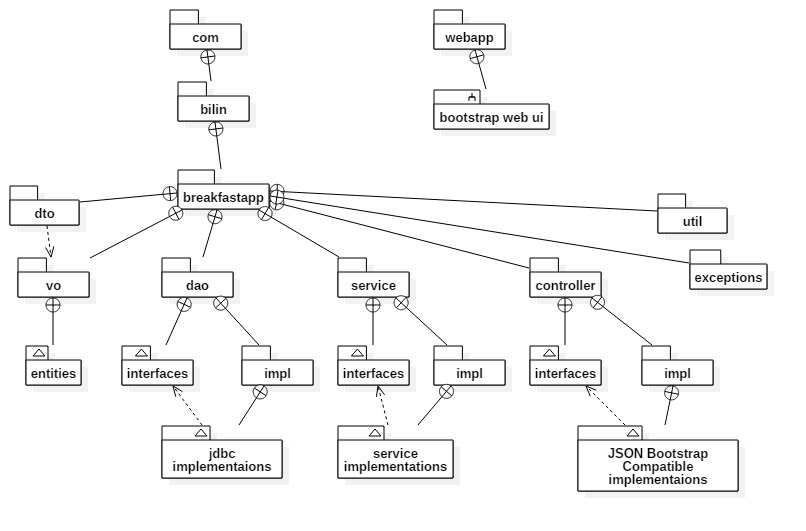 com
webapp
bilin
bootstrap web ui
breakfastapp
dto
util
vo
dao
service
controller
exceptions
entities
interfaces
impl
interfaces
impl
interfaces
impl
jdbc
implementaions
service
implementations
JSON Bootstrap
Compatible
implementaions